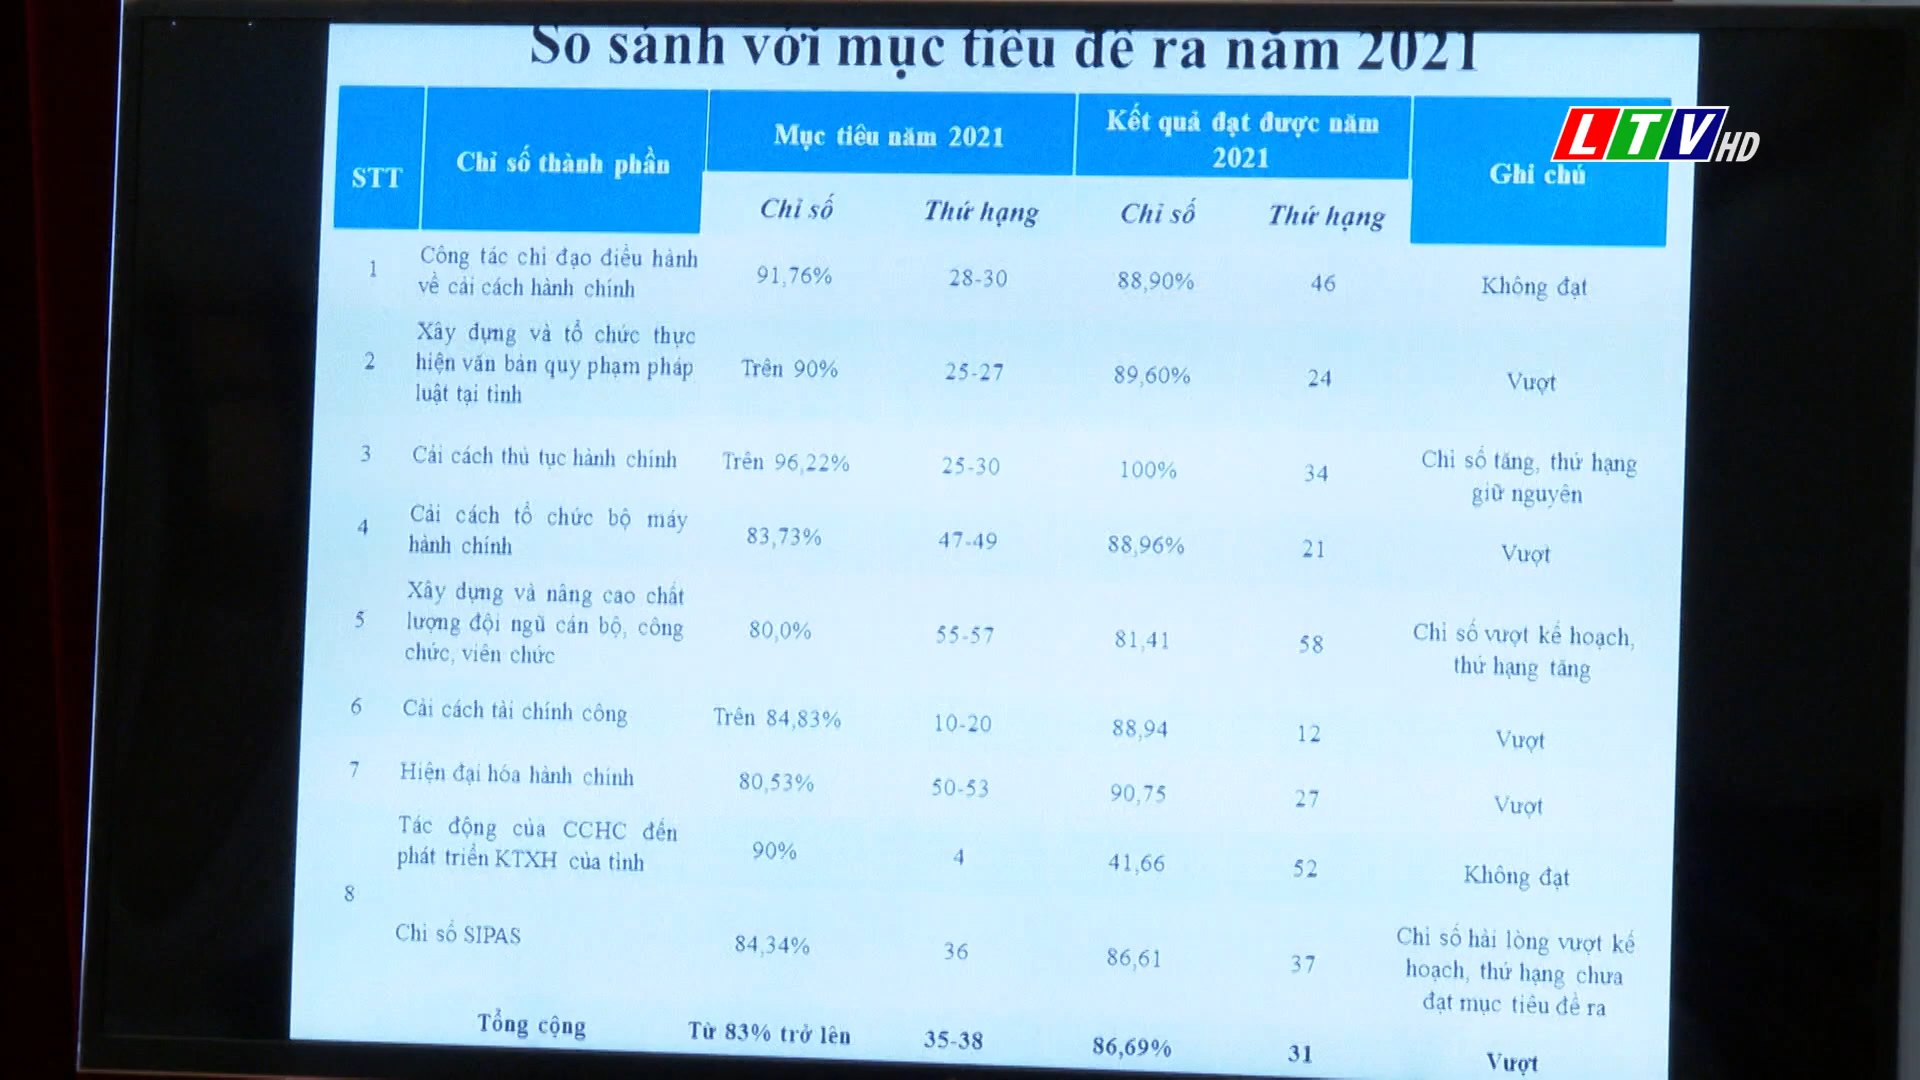 So sánh với mục tiêu đề ra năm 2021
LTV HD
STT
Chỉ số thành phần
Mục tiêu năm 2021
Kết quả đạt được năm
2021
Ghi chú
Chỉ số
Thứ hạng
Chỉ số
Thứ hạng
1
Công tác chỉ đạo điều hành
về cải cách hành chính
91,76%
28-30
88,90%
46
Không đạt
2
Xây dựng và tổ chức thực
hiện văn bản quy phạm pháp
luật tại tỉnh
Trên 90%
25-27
89,60%
24
Vượt
3
Cải cách thủ tục hành chính
Trên 96,22%
25-30
100%
34
Chỉ số tăng, thứ hạng
giữ nguyên
4
Cải cách tổ chức bộ máy
hành chính
83,73%
47-49
88,96%
21
Vượt
5
Xây dựng và nâng cao chất
lượng đội ngũ cán bộ, công
chức, viên chức
80,0%
55-57
81,41
58
Chỉ số vượt kế hoạch,
thứ hạng tăng
6
Cải cách tài chính công
Trên 84,83%
10-20
88,94
12
Vượt
7
Hiện đại hóa hành chính
80,53%
50-53
90,75
27
Vượt
8
Tác động của CCHC đến
phát triển KTXH của tỉnh
90%
4
41,66
52
Không đạt
Chỉ số SIPAS
84,34%
36
86,61
37
Chỉ số hài lòng vượt kế
hoạch, thứ hạng chưa
đạt mục tiêu đề ra
Tổng cộng
Từ 83% trở lên
35-38
86,69%
31
Vượt